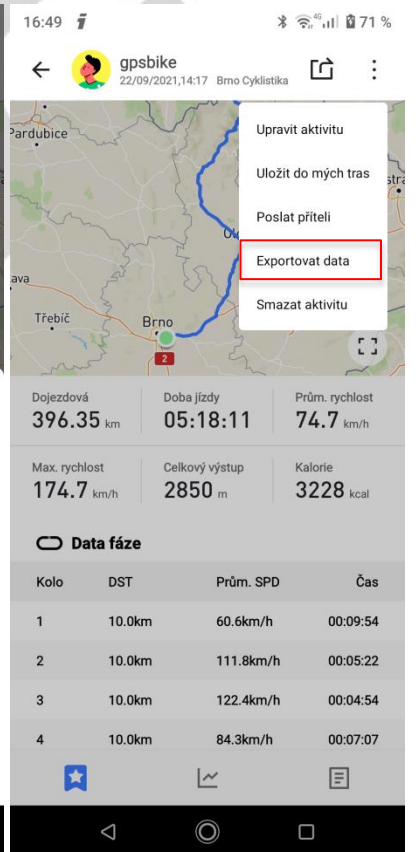 16:49
4G
71 %
gpsbike
22/09/2021,14:17 Brno Cyklistika
Upravit aktivitu
Uložit do mých tras
Poslat příteli
Exportovat data
Smazat aktivitu
Pardubice
Třebíč
Brno
2
Dojezdová
396.35 km
Doba jízdy
05:18:11
Prům. rychlost
74.7 km/h
Max. rychlost
174.7 km/h
Celkový výstup
2850 m
Kalorie
3228 kcal
Data fáze
Kolo DST Prům. SPD Čas
1 10.0km 60.6km/h 00:09:54
2 10.0km 111.8km/h 00:05:22
3 10.0km 122.4km/h 00:04:54
4 10.0km 84.3km/h 00:07:07